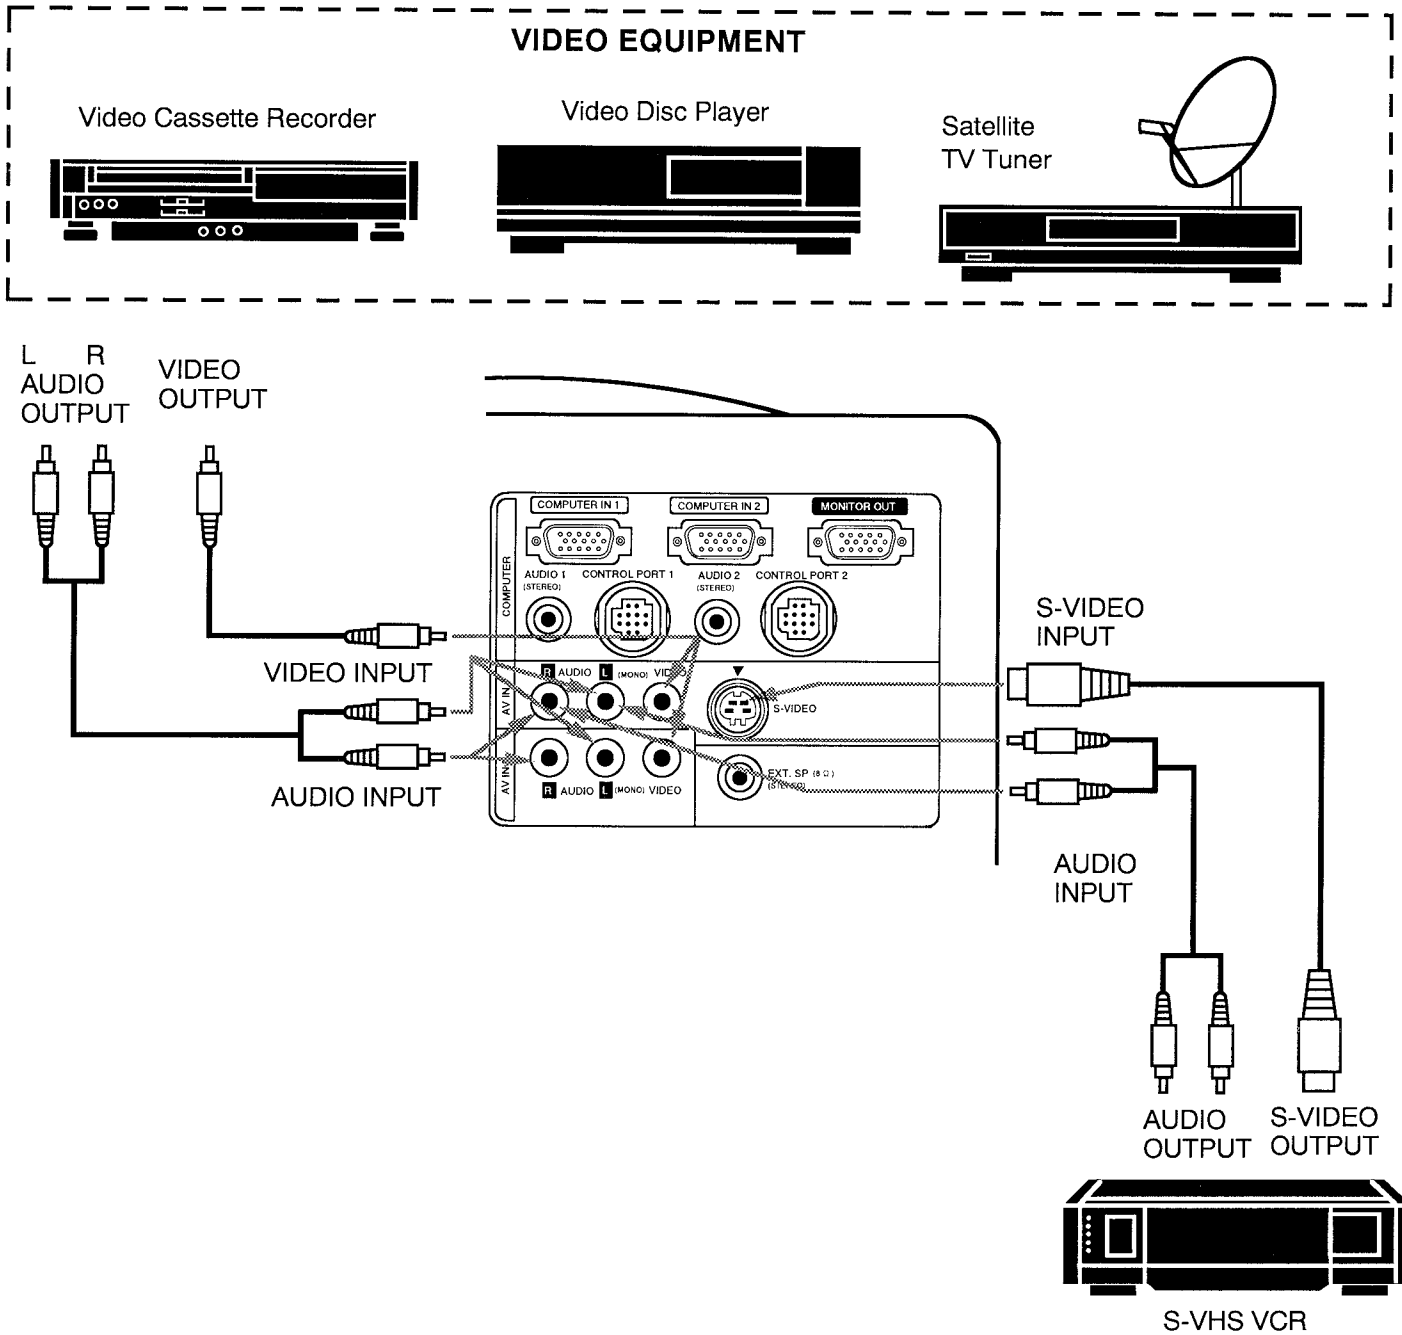 VIDEO EQUIPMENT
Video Cassette Recorder
Video Disc Player
Satellite
TV Tuner
L R
AUDIO
OUTPUT
VIDEO
OUTPUT
COMPUTER IN 1
COMPUTER IN 2
MONITOR OUT
COMPUTER
AUDIO 1
(STEREO)
CONTROL PORT 1
AUDIO 2
(STEREO)
CONTROL PORT 2
S-VIDEO
INPUT
VIDEO INPUT
AV IN
R AUDIO L (MONO) VIDEO
S-VIDEO
AV IN
R AUDIO L (MONO) VIDEO
EXT. SP (8 Ω)
(STEREO)
AUDIO INPUT
AUDIO
INPUT
AUDIO
OUTPUT
S-VIDEO
OUTPUT
S-VHS VCR